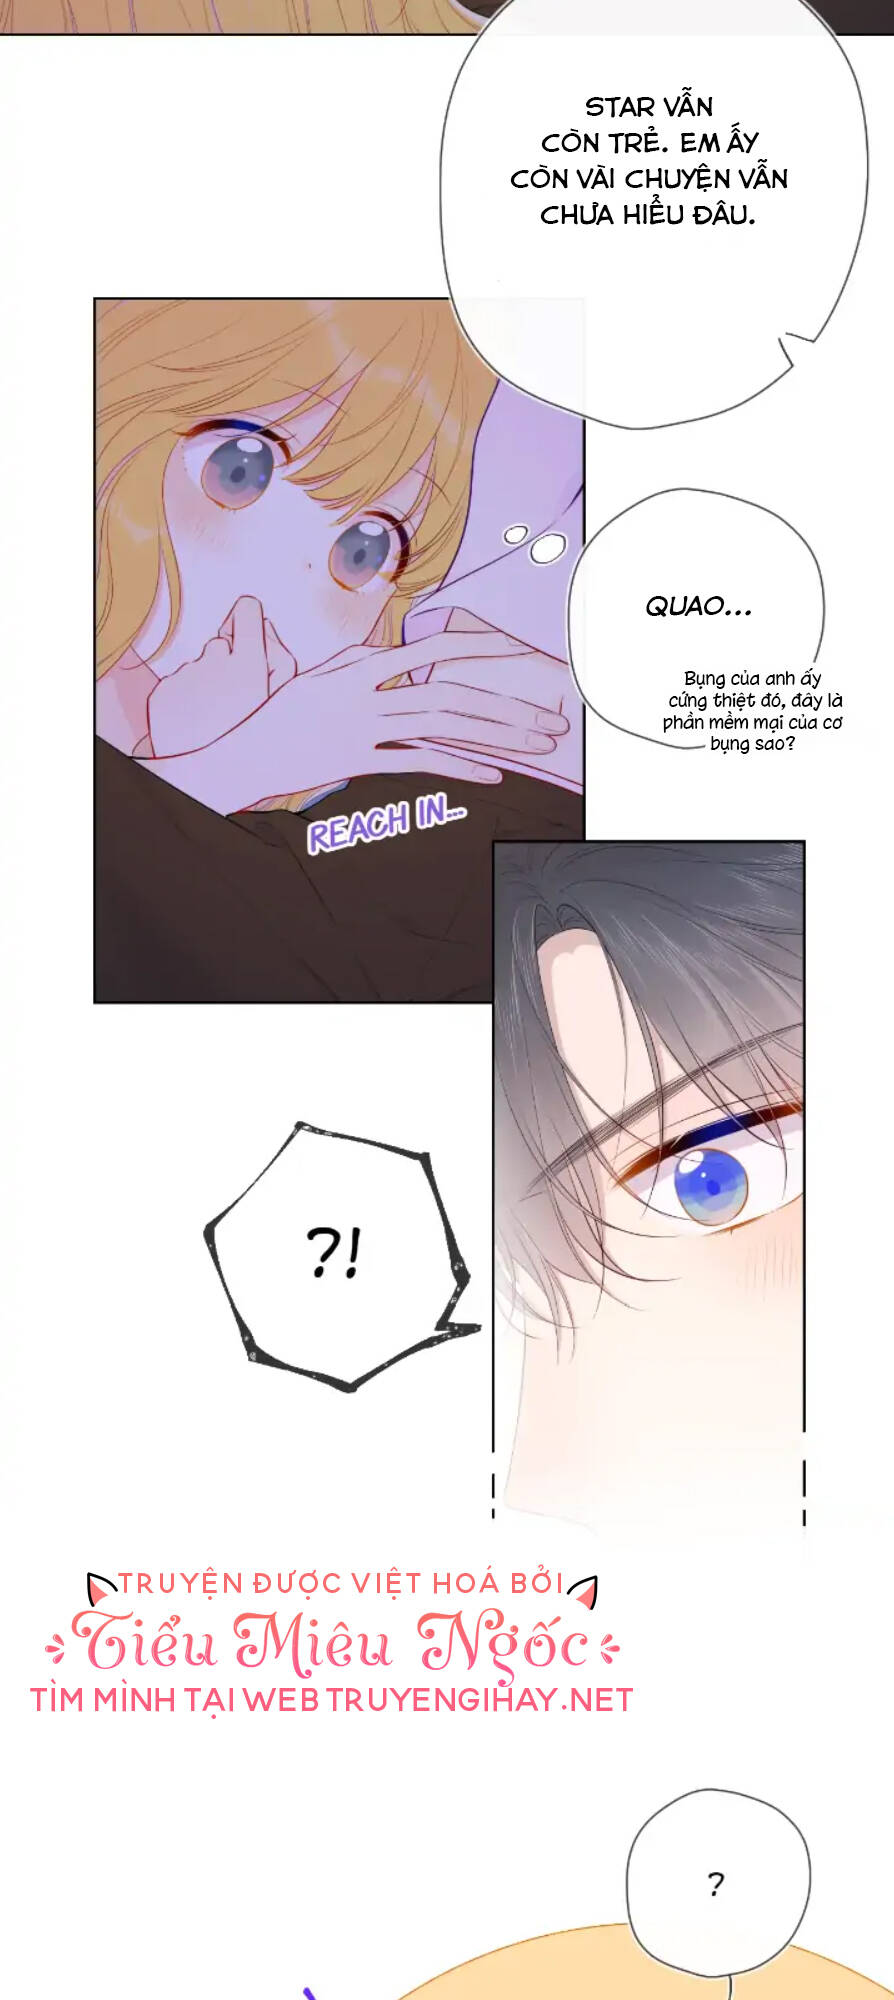 STAR VẪN
CÒN TRẺ. EM ẤY
CÒN VÀI CHUYỆN VẪN
CHƯA HIỂU ĐÂU.
QUAO...
Bụng của anh ấy
cứng thiệt đó, đây là
phần mềm mại của cơ
bụng sao?
REACH IN...
?!
TRUYỆN ĐƯỢC VIỆT HOÁ BỞI
Tiểu Miêu Ngốc
TÌM MÌNH TẠI WEB TRUYENGIHAY.NET
?